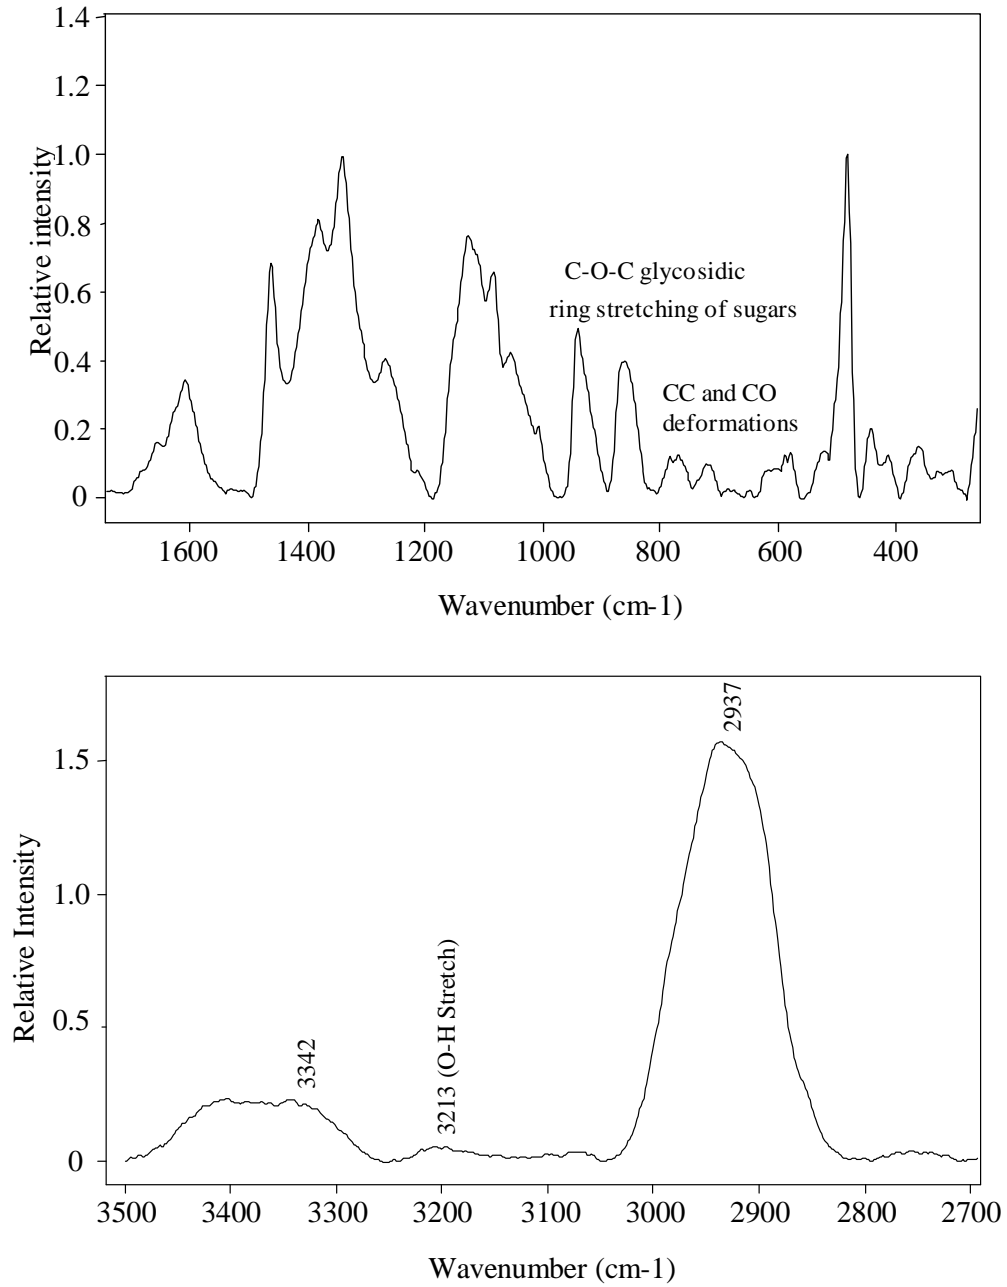 1.4
1.2
1.0
0.8
0.6
0.4
0.2
0
Relative intensity
C-O-C glycosidic
ring stretching of sugars
CC and CO
deformations
1600 1400 1200 1000 800 600 400
Wavenumber (cm-1)
1.5
1.0
0.5
0
Relative Intensity
3342
3213 (O-H Stretch)
2937
3500 3400 3300 3200 3100 3000 2900 2800 2700
Wavenumber (cm-1)